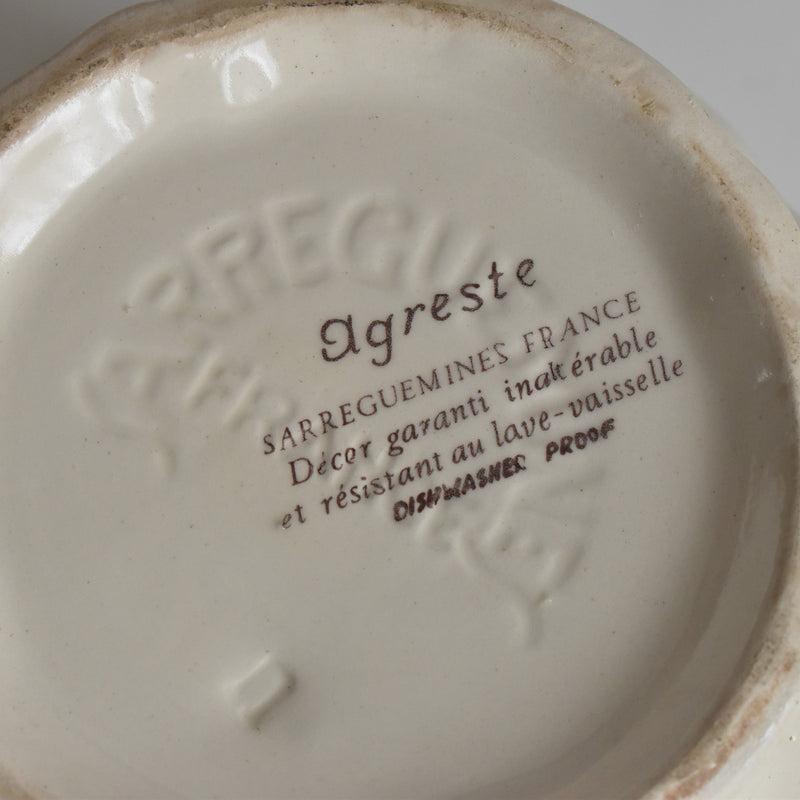 agreste
SARREGUEMINES FRANCE
Décor garanti inaltérable
et résistant au lave-vaisselle
DISHWASHER PROOF